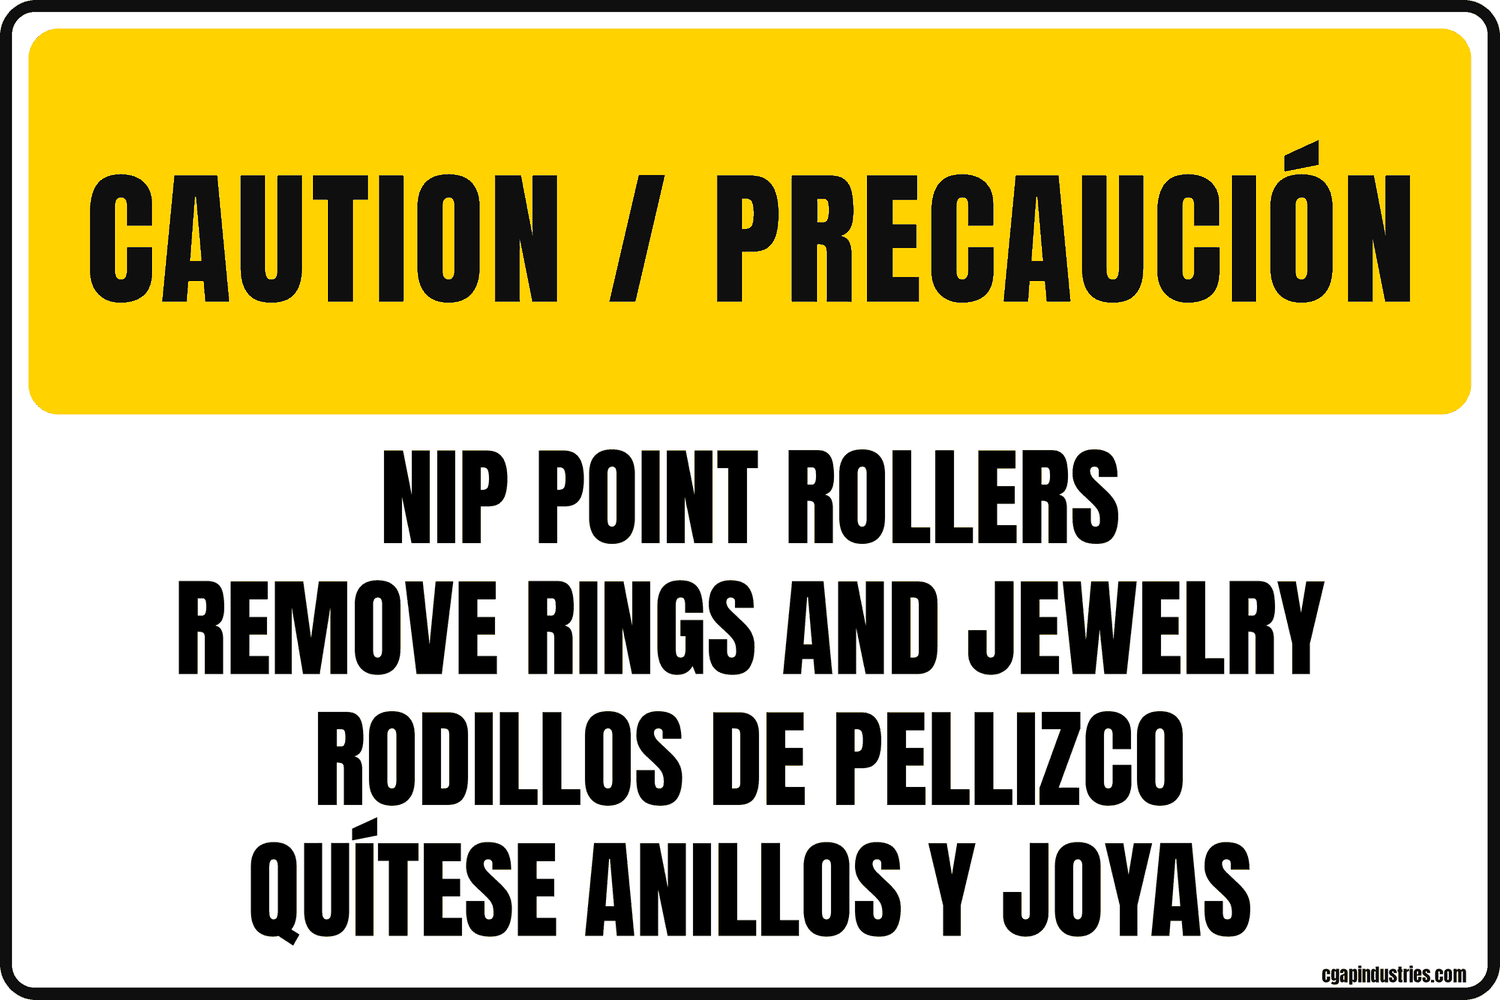 CAUTION / PRECAUCIÓN
NIP POINT ROLLERS
REMOVE RINGS AND JEWELRY
RODILLOS DE PELLIZCO
QUÍTESE ANILLOS Y JOYAS
cgapindustries.com